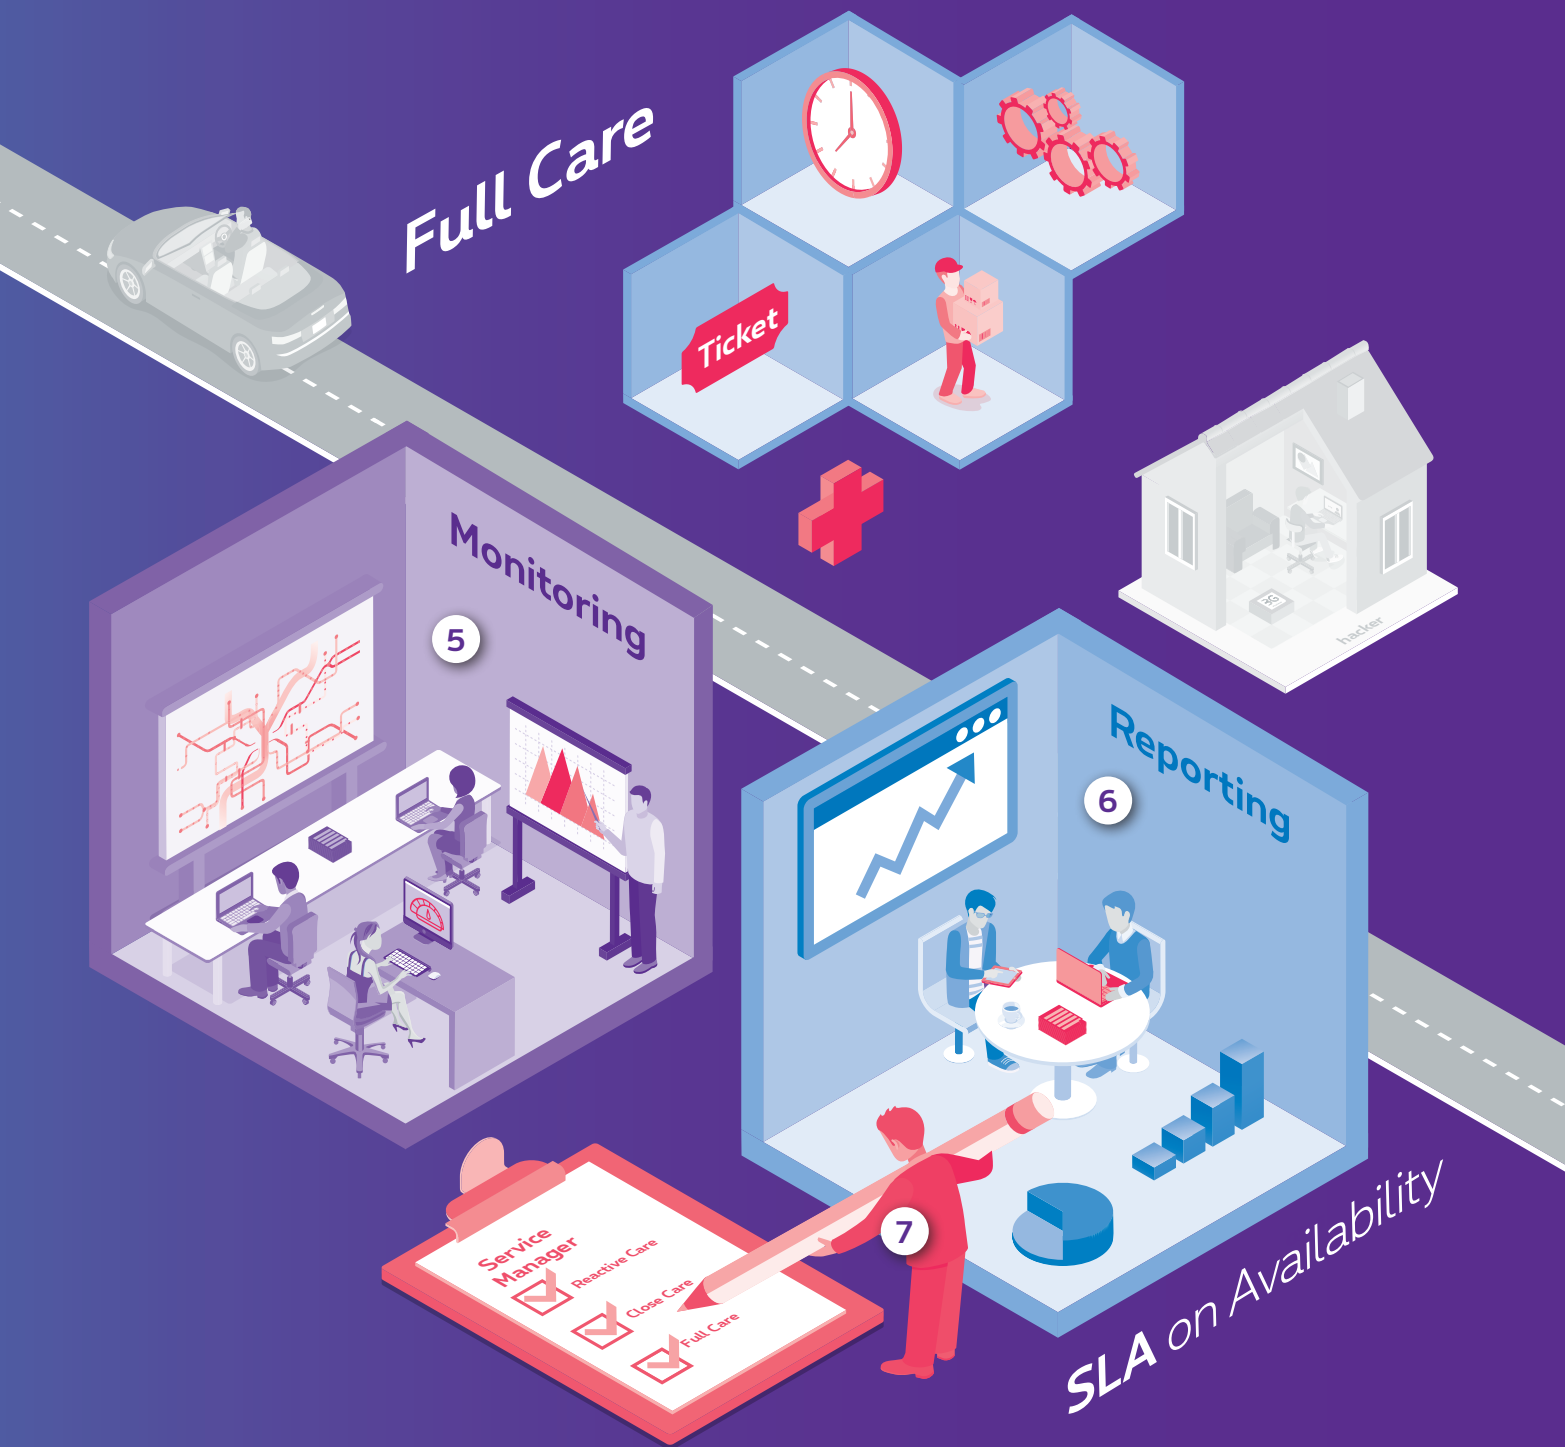 Full Care
Ticket
Monitoring
5
3G
hacker
Reporting
6
7
Service
Manager
Reactive Care
Close Care
Full Care
SLA on Availability